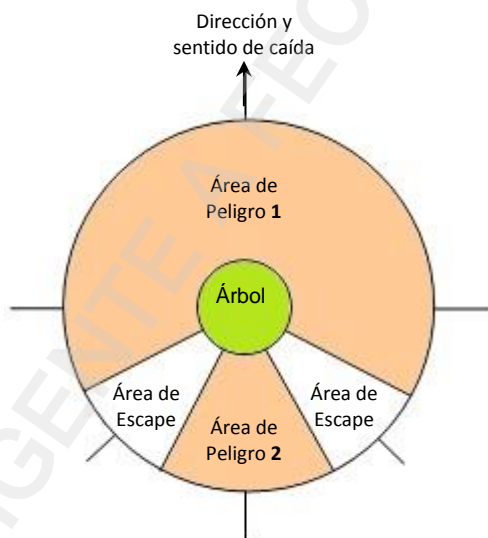 Dirección y
sentido de caída
Área de
Peligro 1
Árbol
Área de
Escape
Área de
Escape
Área de
Peligro 2